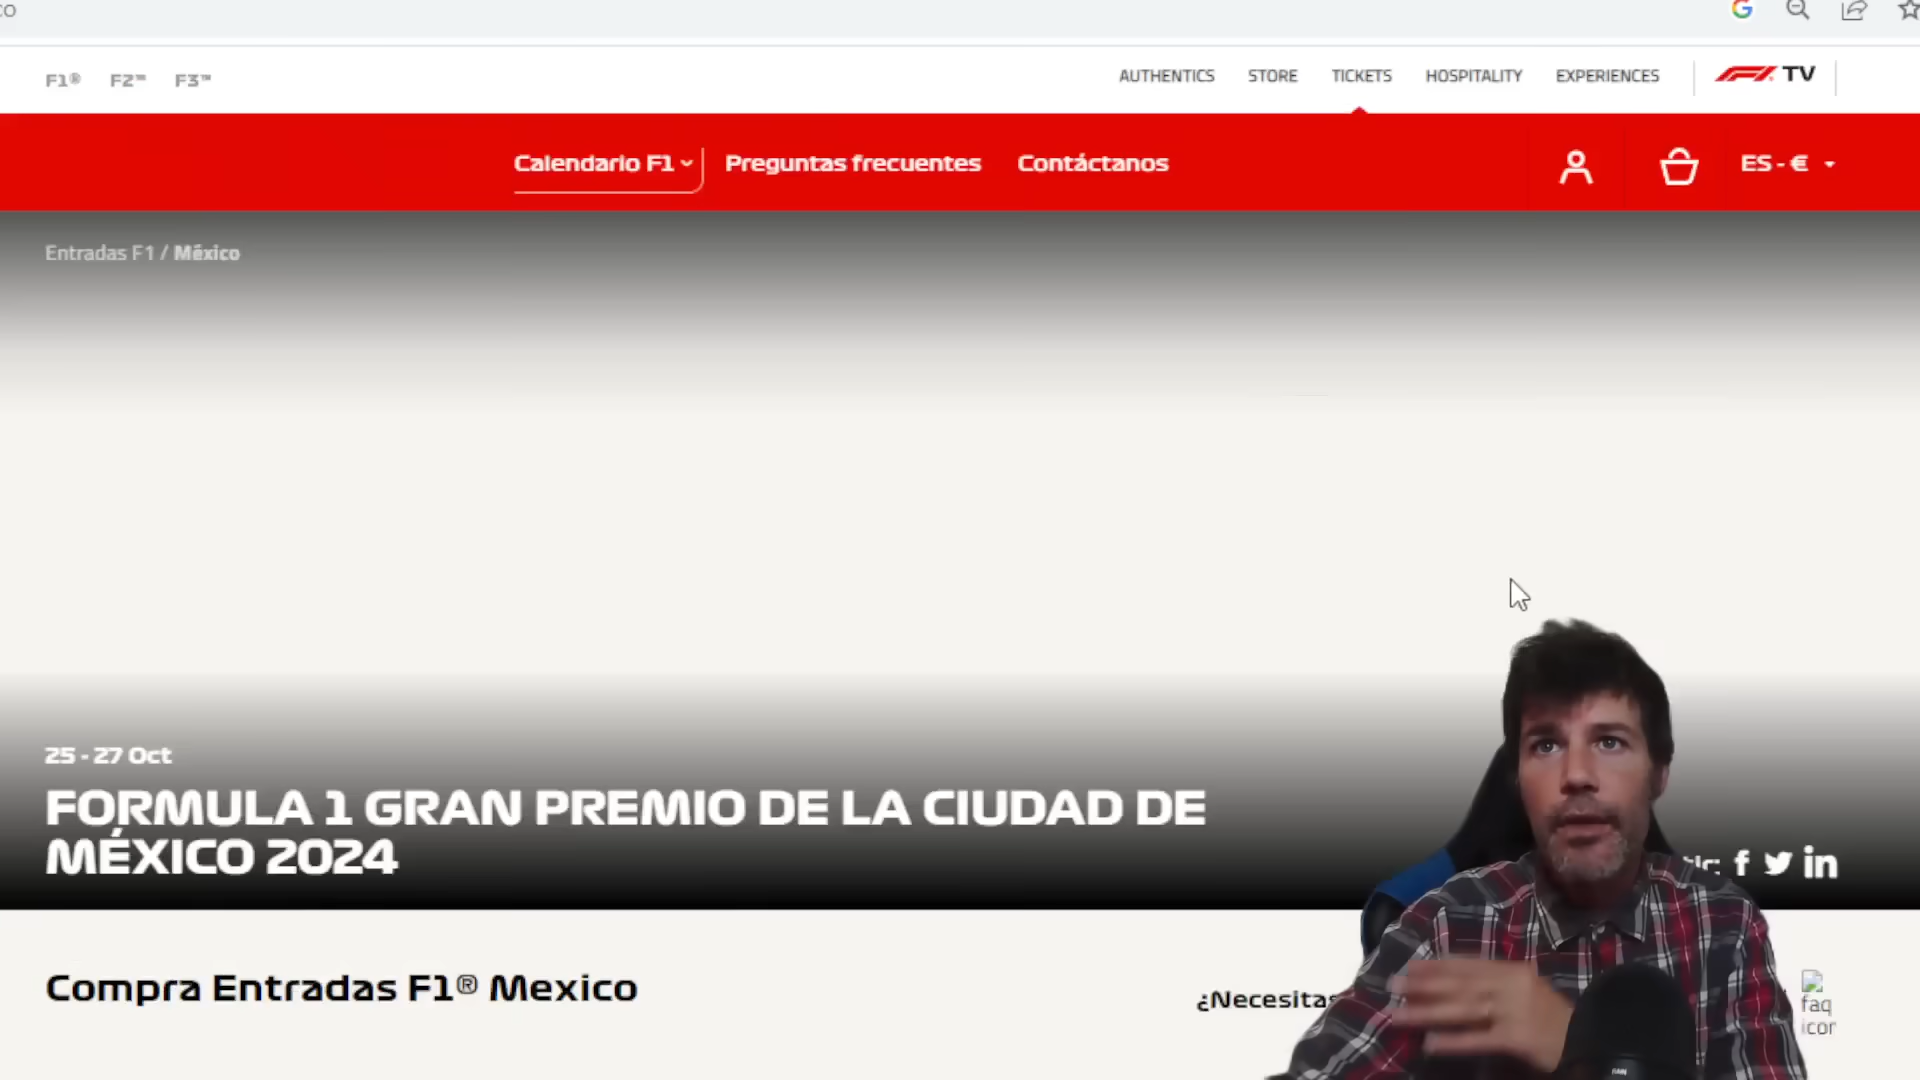 F1® F2™ F3™
AUTHENTICS STORE TICKETS HOSPITALITY EXPERIENCES F1 TV
Calendario F1 Preguntas frecuentes Contáctanos ES - €
Entradas F1 / México
25 - 27 Oct
FORMULA 1 GRAN PREMIO DE LA CIUDAD DE
MÉXICO 2024
Compra Entradas F1® Mexico
faq
icor